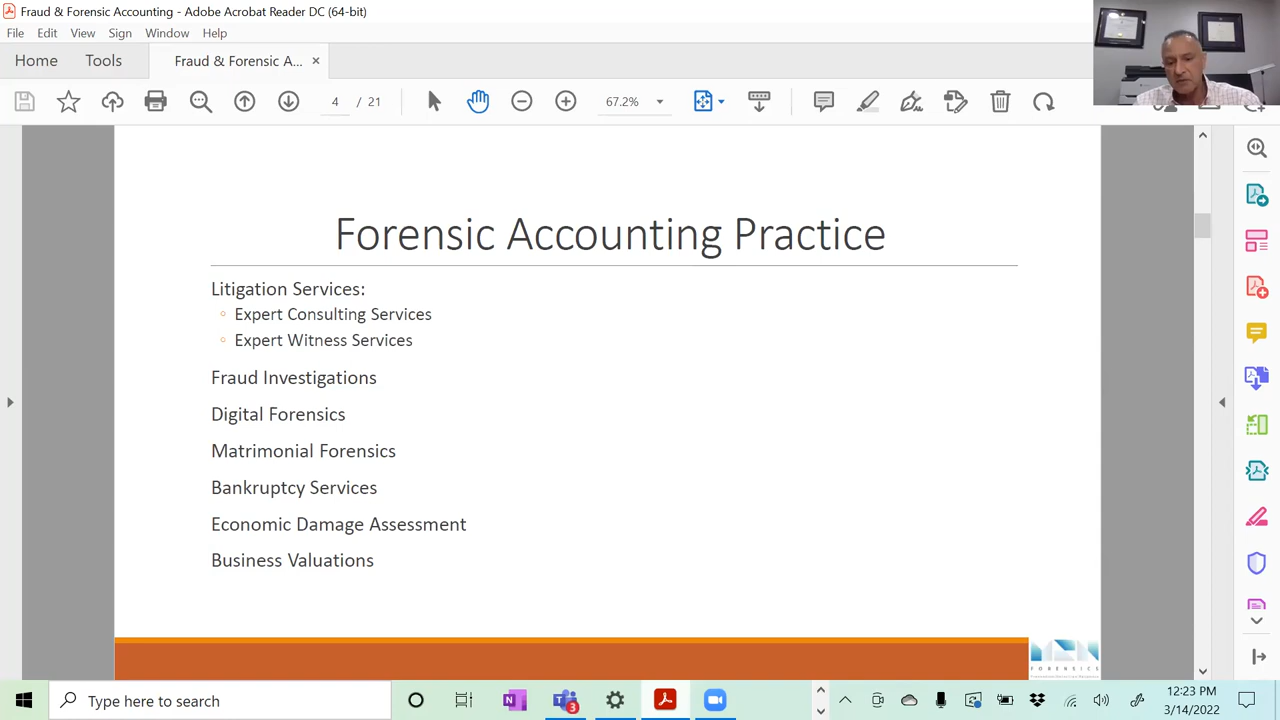 Fraud & Forensic Accounting - Adobe Acrobat Reader DC (64-bit)
File Edit View Sign Window Help
Home Tools Fraud & Forensic A... ×
4 / 21 67.2%
Forensic Accounting Practice
Litigation Services:
Expert Consulting Services
Expert Witness Services
Fraud Investigations
Digital Forensics
Matrimonial Forensics
Bankruptcy Services
Economic Damage Assessment
Business Valuations
FORENSICS
Type here to search
3
12:23 PM
3/14/2022